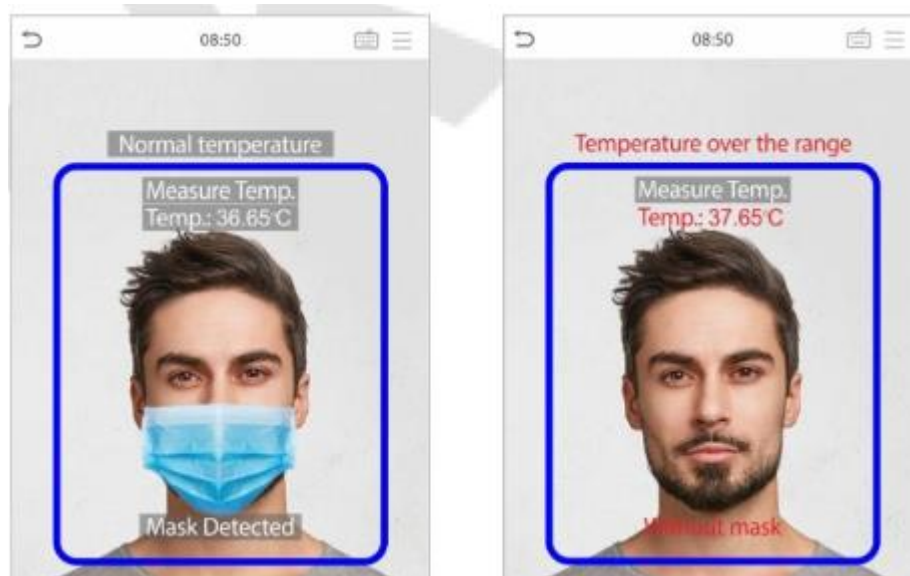 08:50
Normal temperature
Measure Temp.
Temp.: 36.65°C
Mask Detected
08:50
Temperature over the range
Measure Temp.
Temp.: 37.65°C
Without mask